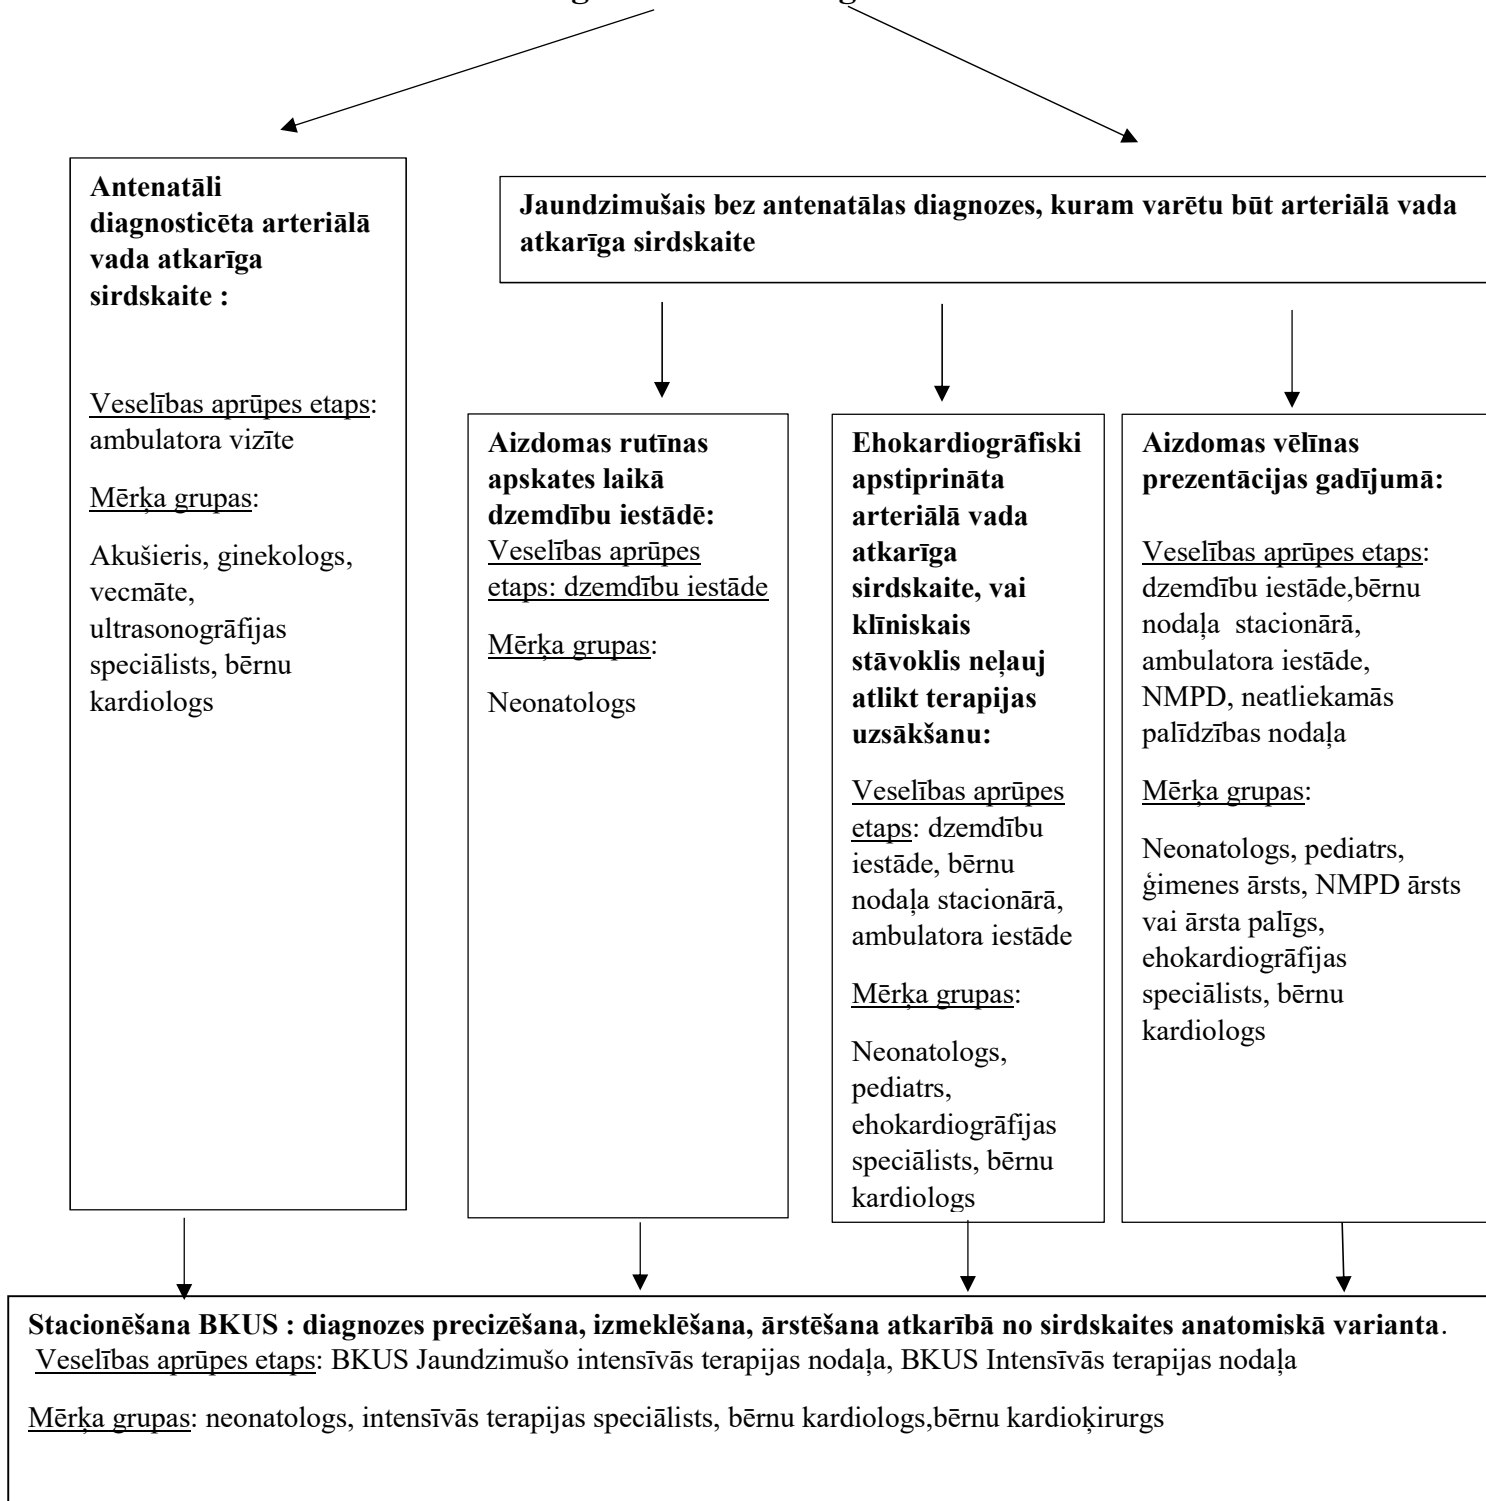 Antenatāli
diagnosticēta arteriālā
vada atkarīga
sirdskaite :
Veselības aprūpes etaps:
ambulatora vizīte
Mērķa grupas:
Akušieris, ginekologs,
vecmāte,
ultrasonogrāfijas
speciālists, bērnu
kardiologs
Jaundzimušais bez antenatālas diagnozes, kuram varētu būt arteriālā vada
atkarīga sirdskaite
Aizdomas rutīnas
apskates laikā
dzemdību iestādē:
Veselības aprūpes
etaps: dzemdību iestāde
Mērķa grupas:
Neonatologs
Ehokardiogrāfiski
apstiprināta
arteriālā vada
atkarīga
sirdskaite, vai
klīniskais
stāvoklis neļauj
atlikt terapijas
uzsākšanu:
Veselības aprūpes
etaps: dzemdību
iestāde, bērnu
nodaļa stacionārā,
ambulatora iestāde
Mērķa grupas:
Neonatologs,
pediatrs,
ehokardiogrāfijas
speciālists, bērnu
kardiologs
Aizdomas vēlīnas
prezentācijas gadījumā:
Veselības aprūpes etaps:
dzemdību iestāde,bērnu
nodaļa  stacionārā,
ambulatora iestāde,
NMPD, neatliekamās
palīdzības nodaļa
Mērķa grupas:
Neonatologs, pediatrs,
ģimenes ārsts, NMPD ārsts
vai ārsta palīgs,
ehokardiogrāfijas
speciālists, bērnu
kardiologs
Stacionēšana BKUS : diagnozes precizēšana, izmeklēšana, ārstēšana atkarībā no sirdskaites anatomiskā varianta.
Veselības aprūpes etaps: BKUS Jaundzimušo intensīvās terapijas nodaļa, BKUS Intensīvās terapijas nodaļa
Mērķa grupas: neonatologs, intensīvās terapijas speciālists, bērnu kardiologs,bērnu kardioķirurgs